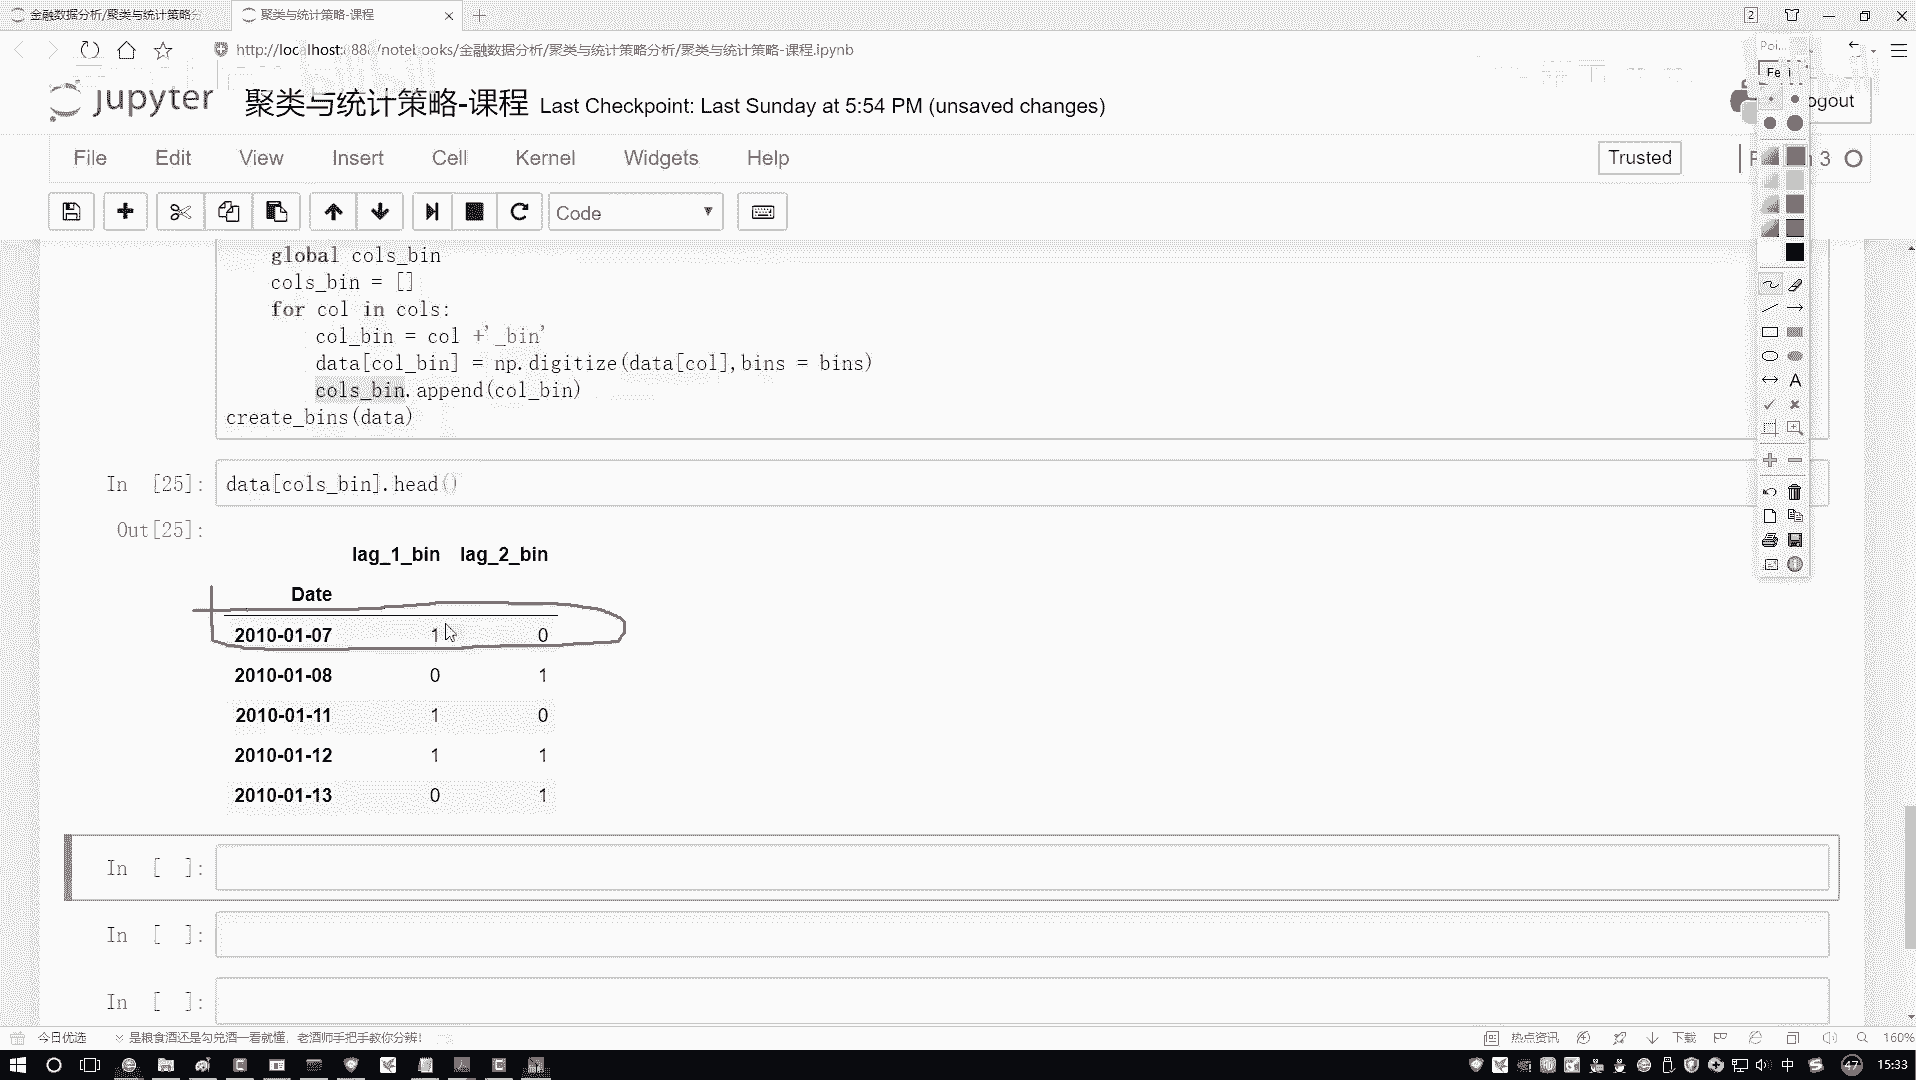 金融数据分析/聚类与统计策略分
聚类与统计策略-课程
http://localhost:888/notebooks/金融数据分析/聚类与统计策略分析/聚类与统计策略-课程.ipynb
jupyter 聚类与统计策略-课程 Last Checkpoint: Last Sunday at 5:54 PM (unsaved changes)
Logout
File Edit View Insert Cell Kernel Widgets Help
Trusted
3
Code
global cols_bin
cols_bin = []
for col in cols:
col_bin = col +'_bin'
data[col_bin] = np.digitize(data[col],bins = bins)
cols_bin.append(col_bin)
create_bins(data)
In [25]: data[cols_bin].head()
Out[25]:
lag_1_bin lag_2_bin
Date
2010-01-07 1 0
2010-01-08 0 1
2010-01-11 1 0
2010-01-12 1 1
2010-01-13 0 1
In [ ]:
In [ ]:
In [ ]:
今日优选 是粮食酒还是勾兑酒一看就懂，老酒师手把手教你分辨！
热点资讯 下载 160%
中 47 15:33